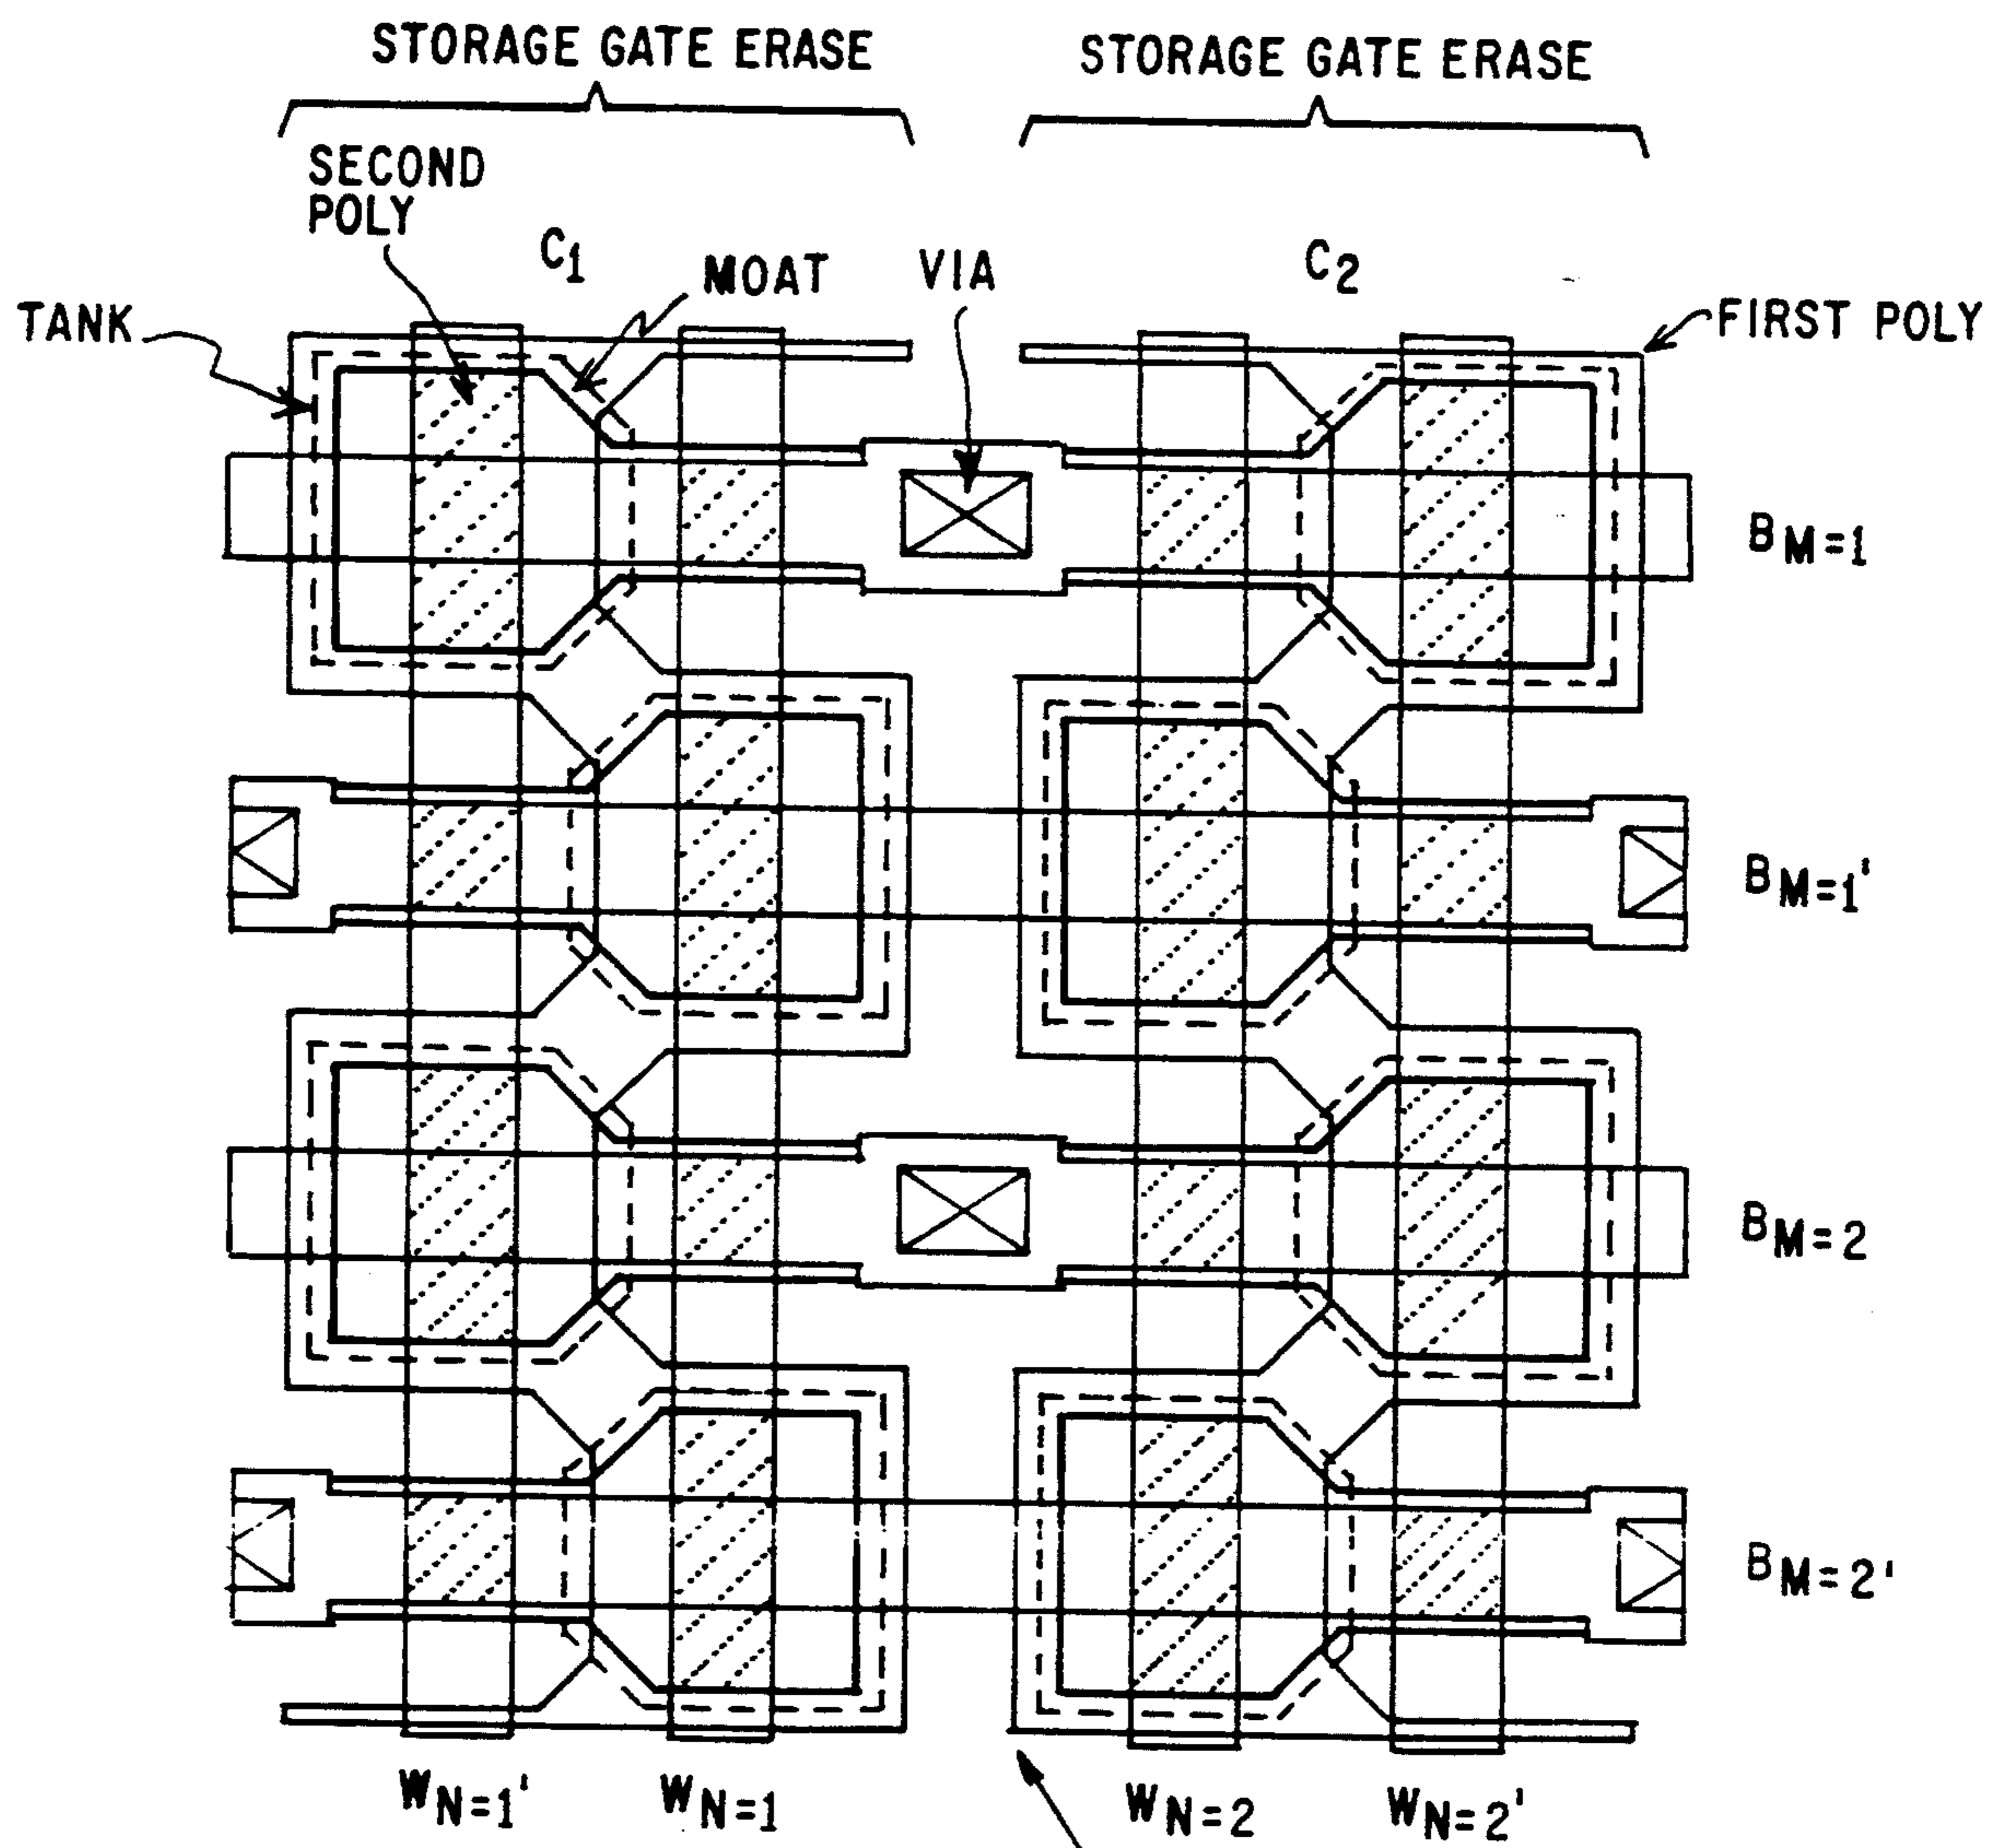 STORAGE GATE ERASE
STORAGE GATE ERASE
SECOND
POLY
C1
MOAT
VIA
C2
TANK
FIRST POLY
BM=1
BM=1'
BM=2
BM=2'
WN=1'
WN=1
WN=2
WN=2'